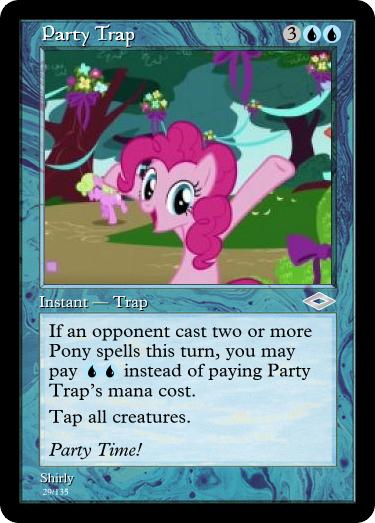 Party Trap 3
Instant — Trap
If an opponent cast two or more
Pony spells this turn, you may
pay instead of paying Party
Trap's mana cost.
Tap all creatures.
Party Time!
Shirly
29/135